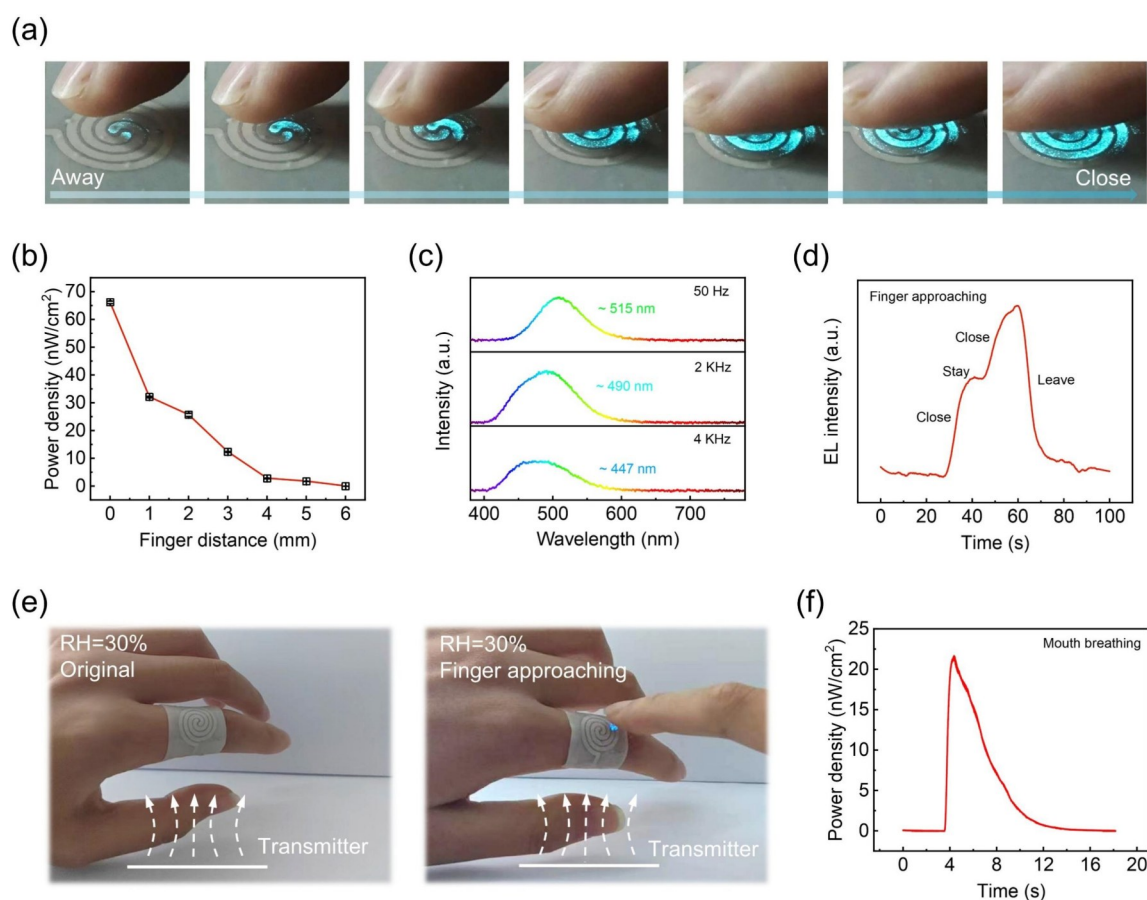 (a)
Away
Close
(b)
Power density (nW/cm²)
70
60
50
40
30
20
10
0
0 1 2 3 4 5 6
Finger distance (mm)
(c)
Intensity (a.u.)
50 Hz
~ 515 nm
2 KHz
~ 490 nm
4 KHz
~ 447 nm
400 500 600 700
Wavelength (nm)
(d)
EL intensity (a.u.)
Finger approaching
Close
Stay
Close
Leave
0 20 40 60 80 100
Time (s)
(e)
RH=30%
Original
Transmitter
RH=30%
Finger approaching
Transmitter
(f)
Power density (nW/cm²)
25
20
15
10
5
0
Mouth breathing
0 4 8 12 16 20
Time (s)